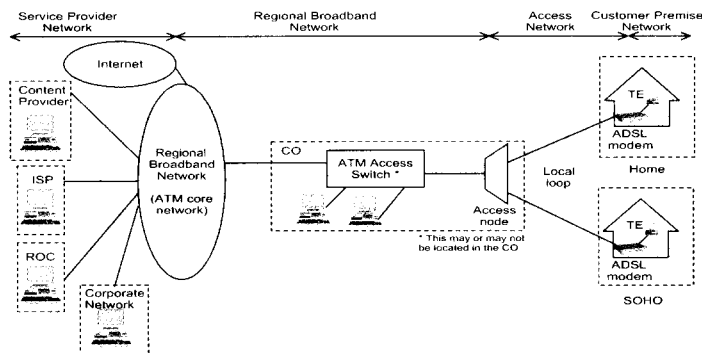 Service Provider
Network
Regional Broadband
Network
Access
Network
Customer Premise
Network
Internet
Content
Provider
ISP
ROC
Corporate
Network
Regional
Broadband
Network
(ATM core
network)
CO
ATM Access
Switch *
Access
node
* This may or may not
be located in the CO
Local
loop
TE
ADSL
modem
Home
TE
ADSL
modem
SOHO